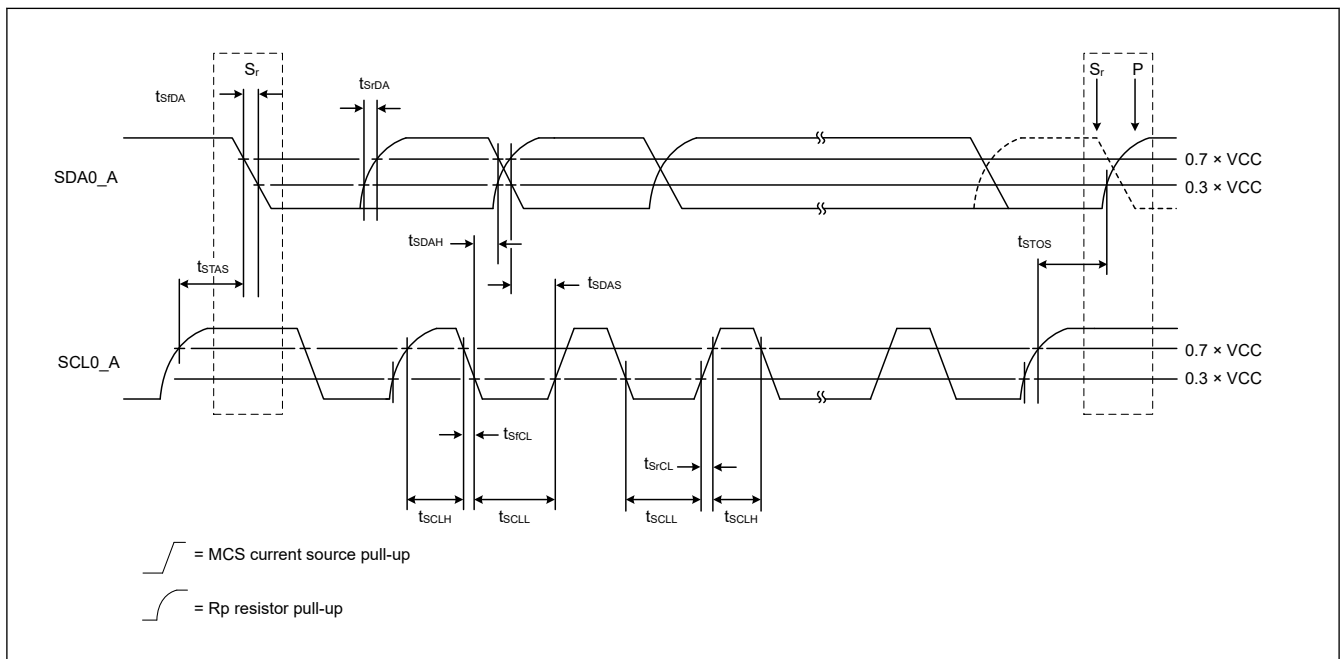 Sr
tSfDA
tSrDA
Sr
P
SDA0_A
0.7 × VCC
0.3 × VCC
tSDAH
tSTOS
tSTAS
tSDAS
SCL0_A
0.7 × VCC
0.3 × VCC
tSfCL
tSrCL
tSCLH
tSCLL
tSCLL
tSCLH
= MCS current source pull-up
= Rp resistor pull-up